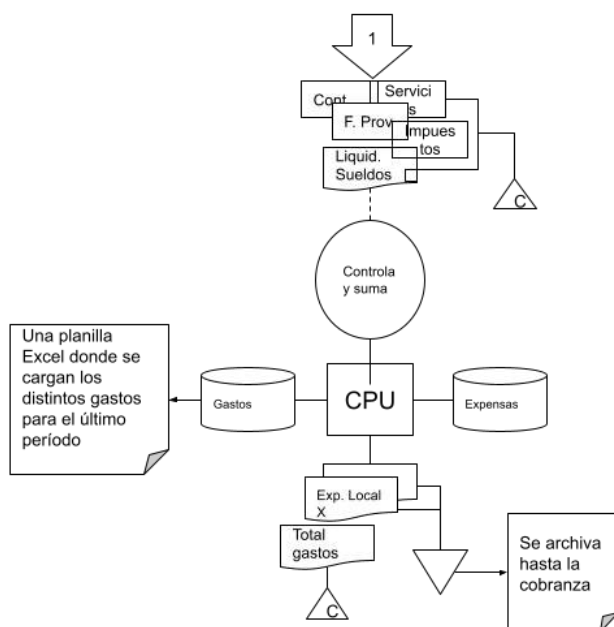 1
Cont.
Servici
s
F. Prov
Impues
tos
Liquid.
Sueldos
C
Controla
y suma
Una planilla
Excel donde se
cargan los
distintos gastos
para el último
período
Gastos
CPU
Expensas
Exp. Local
X
Total
gastos
C
Se archiva
hasta la
cobranza